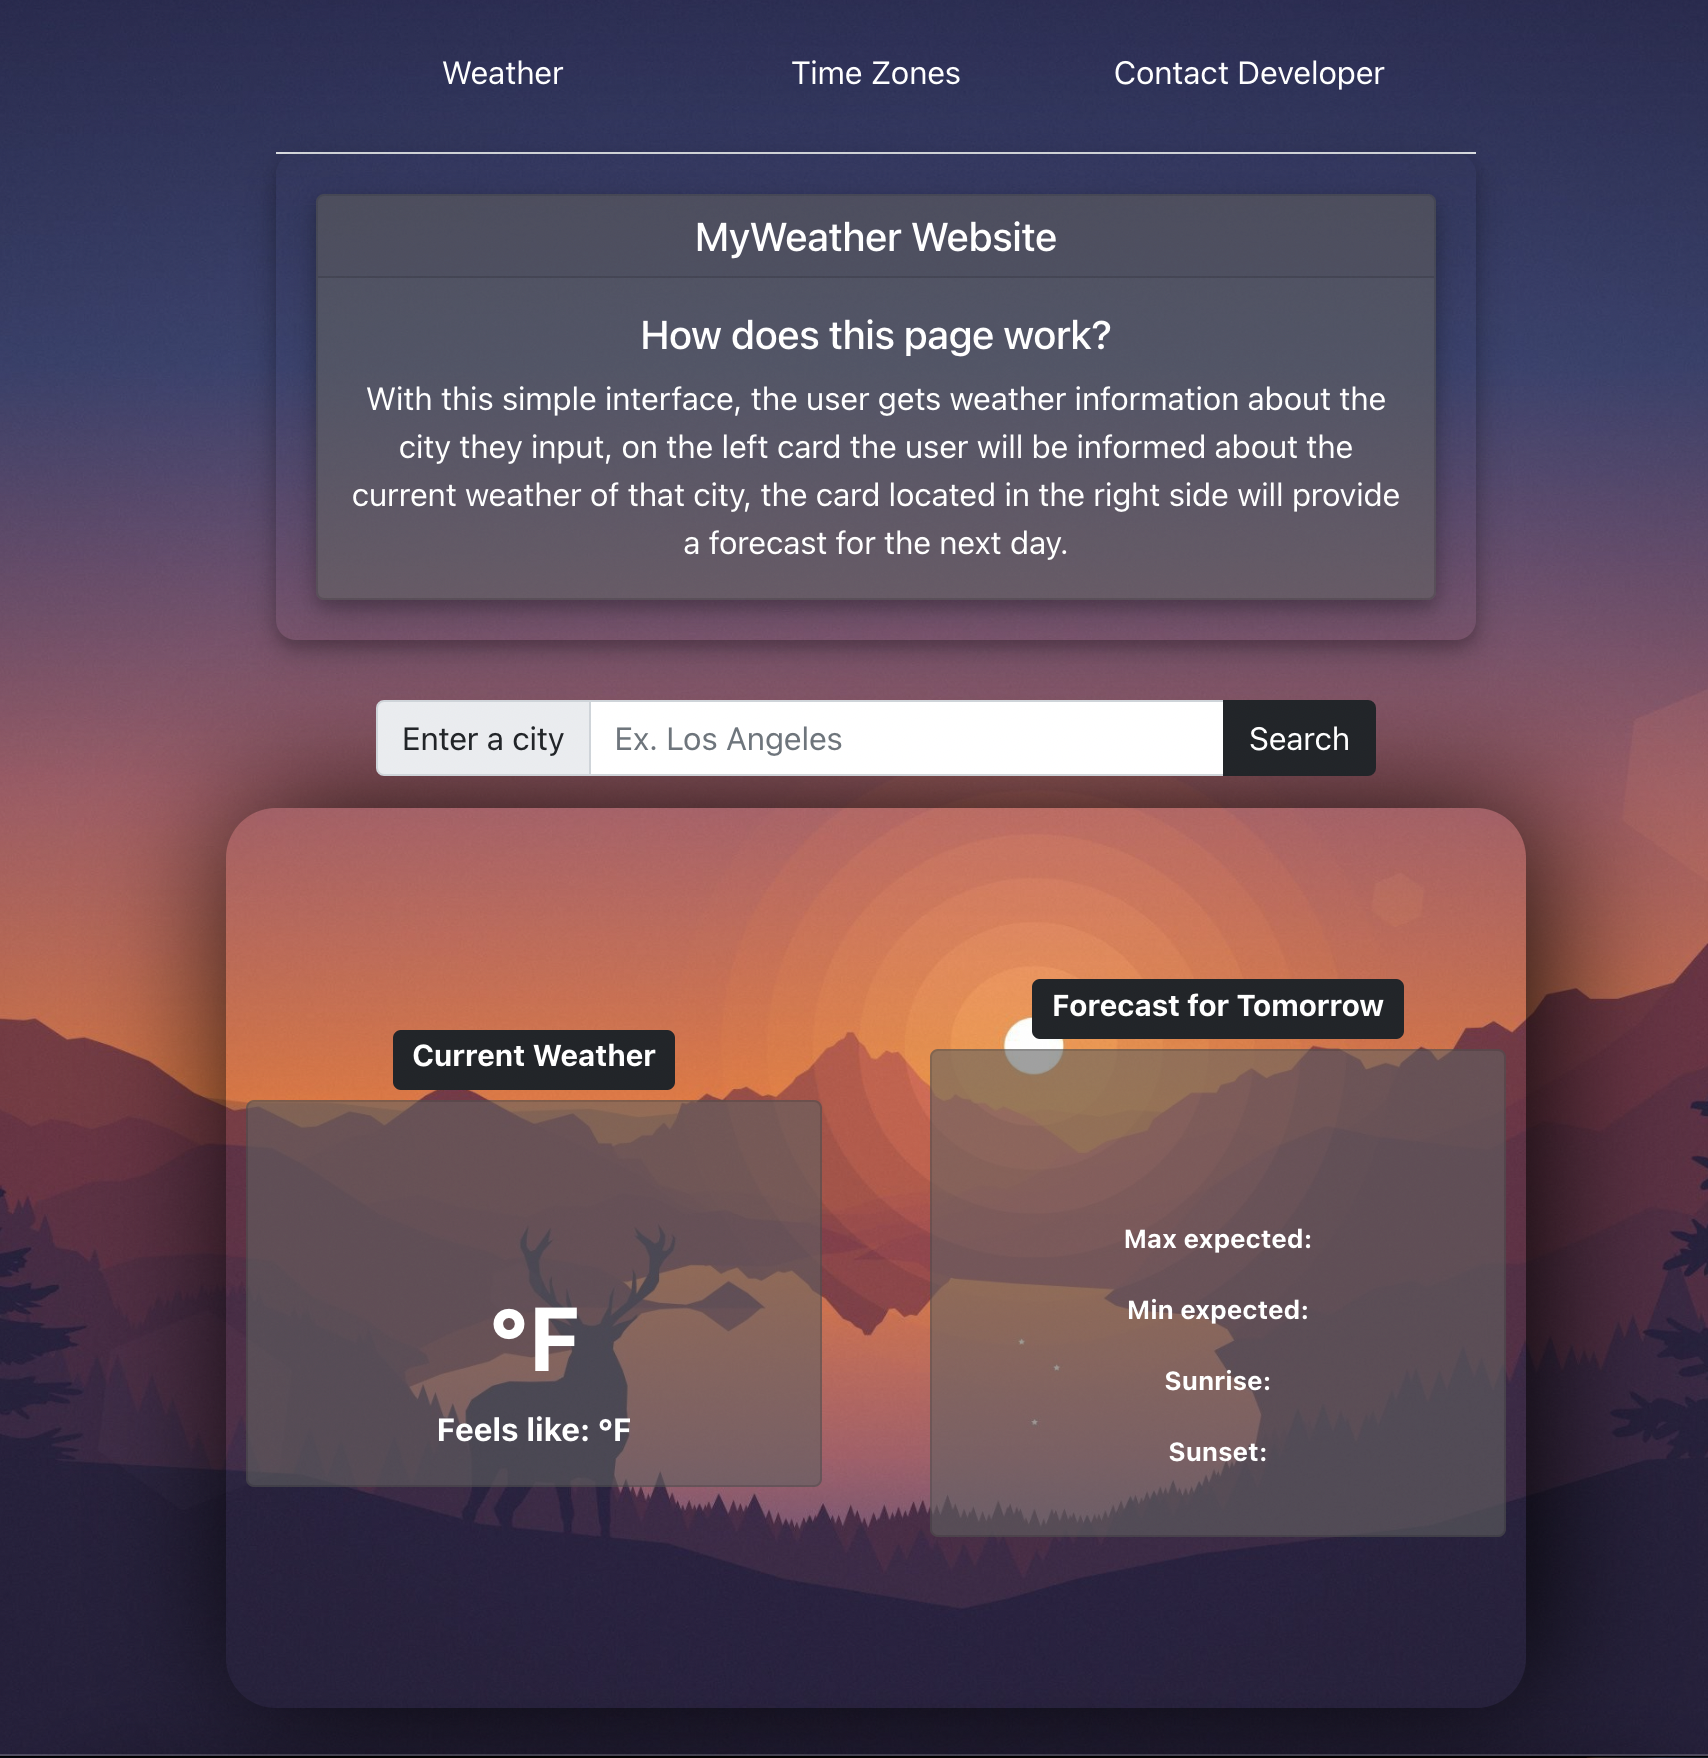 Weather
Time Zones
Contact Developer
MyWeather Website
How does this page work?
With this simple interface, the user gets weather information about the
city they input, on the left card the user will be informed about the
current weather of that city, the card located in the right side will provide
a forecast for the next day.
Enter a city
Ex. Los Angeles
Search
Current Weather
°F
Feels like: °F
Forecast for Tomorrow
Max expected:
Min expected:
Sunrise:
Sunset: